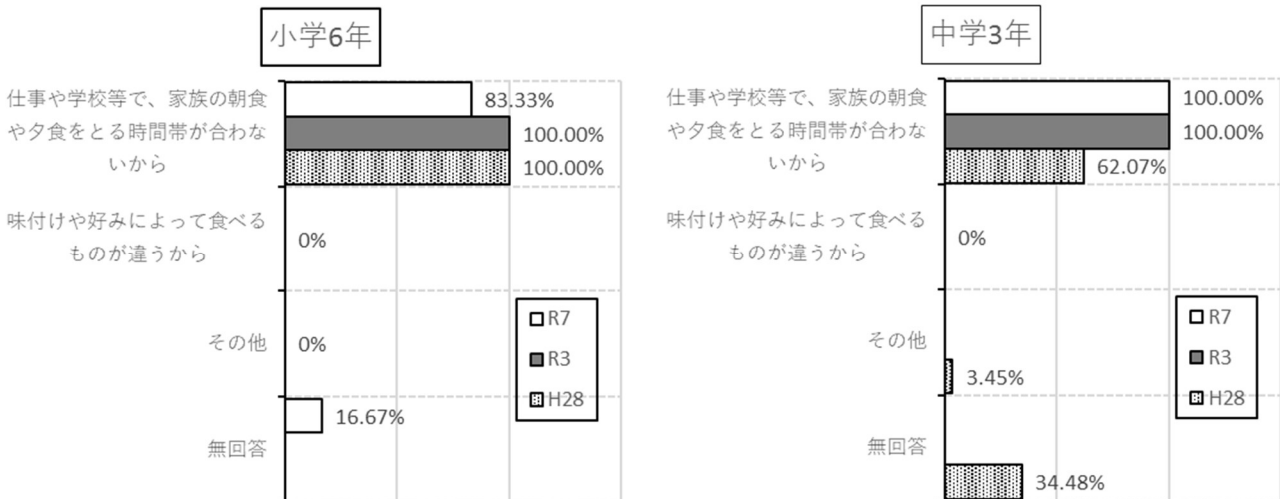 小学6年
仕事や学校等で、家族の朝食
や夕食をとる時間帯が合わな
いから
83.33%
100.00%
100.00%
味付けや好みによって食べる
ものが違うから
0%
その他
0%
無回答
16.67%
R7
R3
H28
中学3年
仕事や学校等で、家族の朝食
や夕食をとる時間帯が合わな
いから
100.00%
100.00%
62.07%
味付けや好みによって食べる
ものが違うから
0%
その他
3.45%
無回答
34.48%
R7
R3
H28